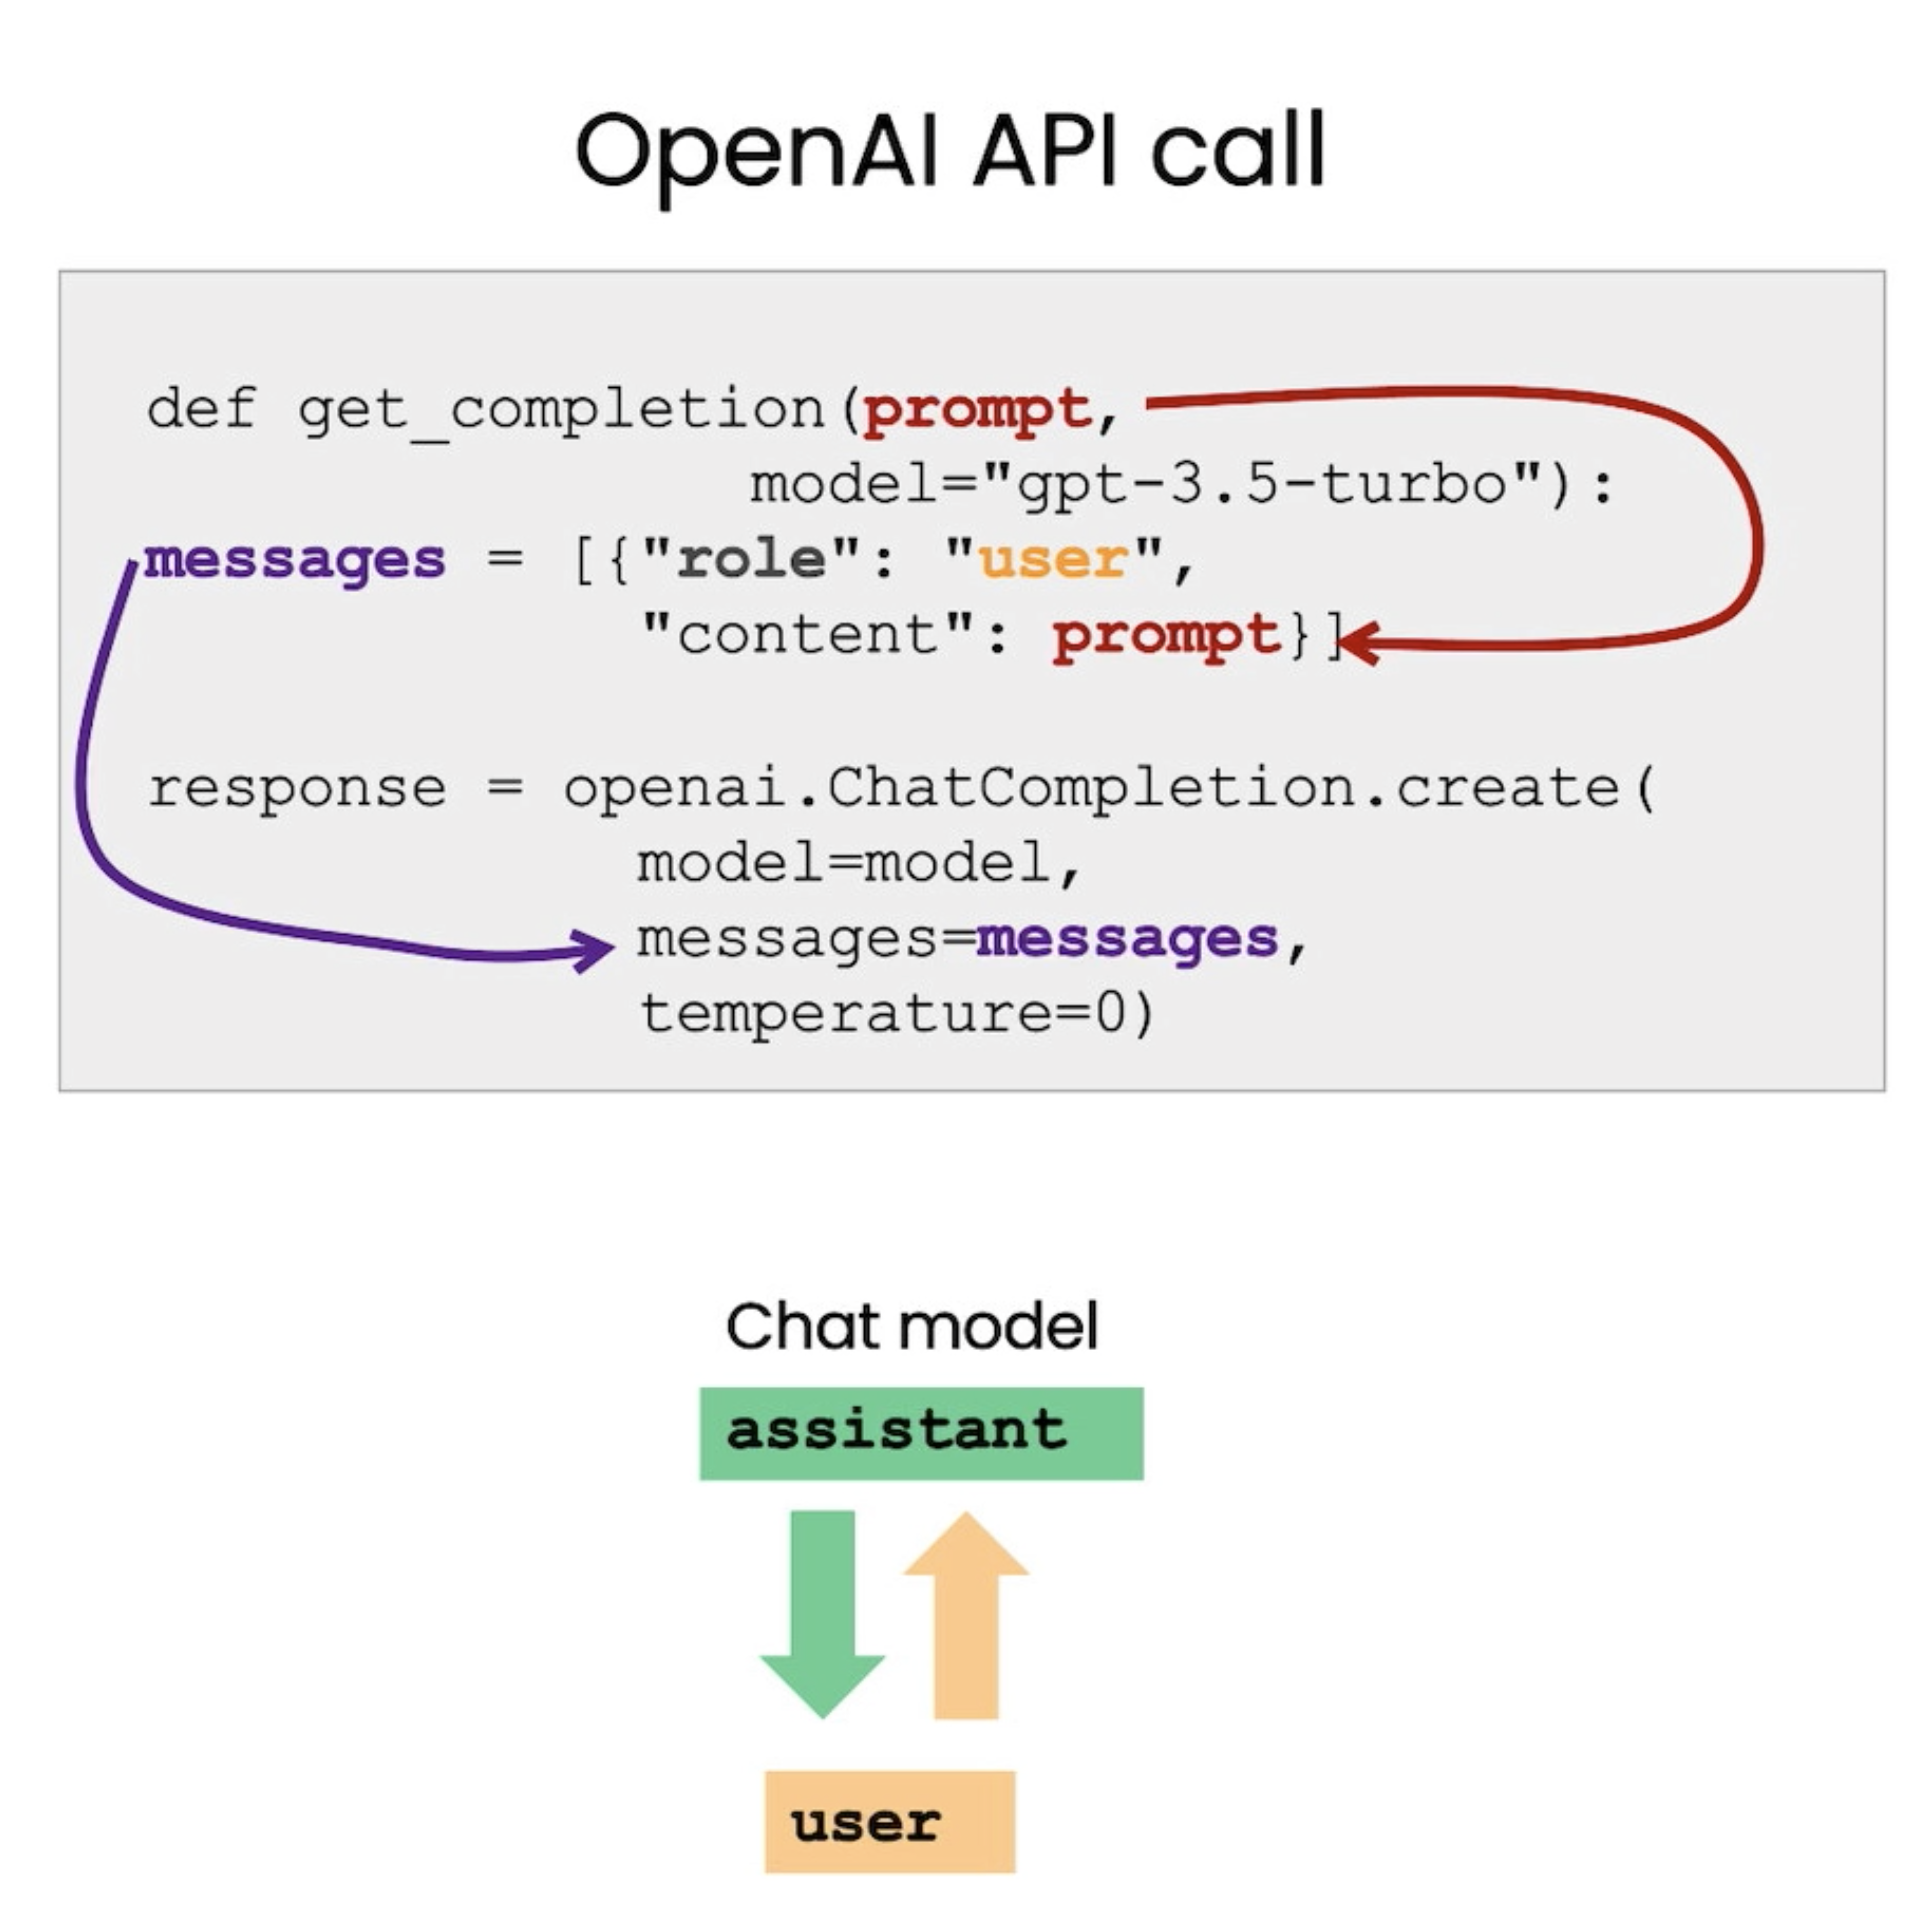 OpenAI API call
def get_completion(prompt,
model="gpt-3.5-turbo"):
messages = [{"role": "user",
"content": prompt}]
response = openai.ChatCompletion.create(
model=model,
messages=messages,
temperature=0)
Chat model
assistant
user